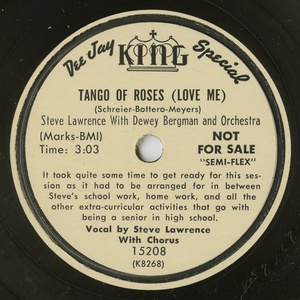 Dee Jay KING Special
TANGO OF ROSES (LOVE ME)
(Schreier-Bottero-Meyers)
Steve Lawrence With Dewey Bergman and Orchestra
(Marks-BMI)
Time: 3:03
NOT
FOR SALE
"SEMI-FLEX"
It took quite some time to get ready for this ses-
sion as it had to be arranged for in between
Steve's school work, home work, and all the
other extra-curricular activities that go with
being a senior in high school.
Vocal by Steve Lawrence
With Chorus
15208
(K8268)